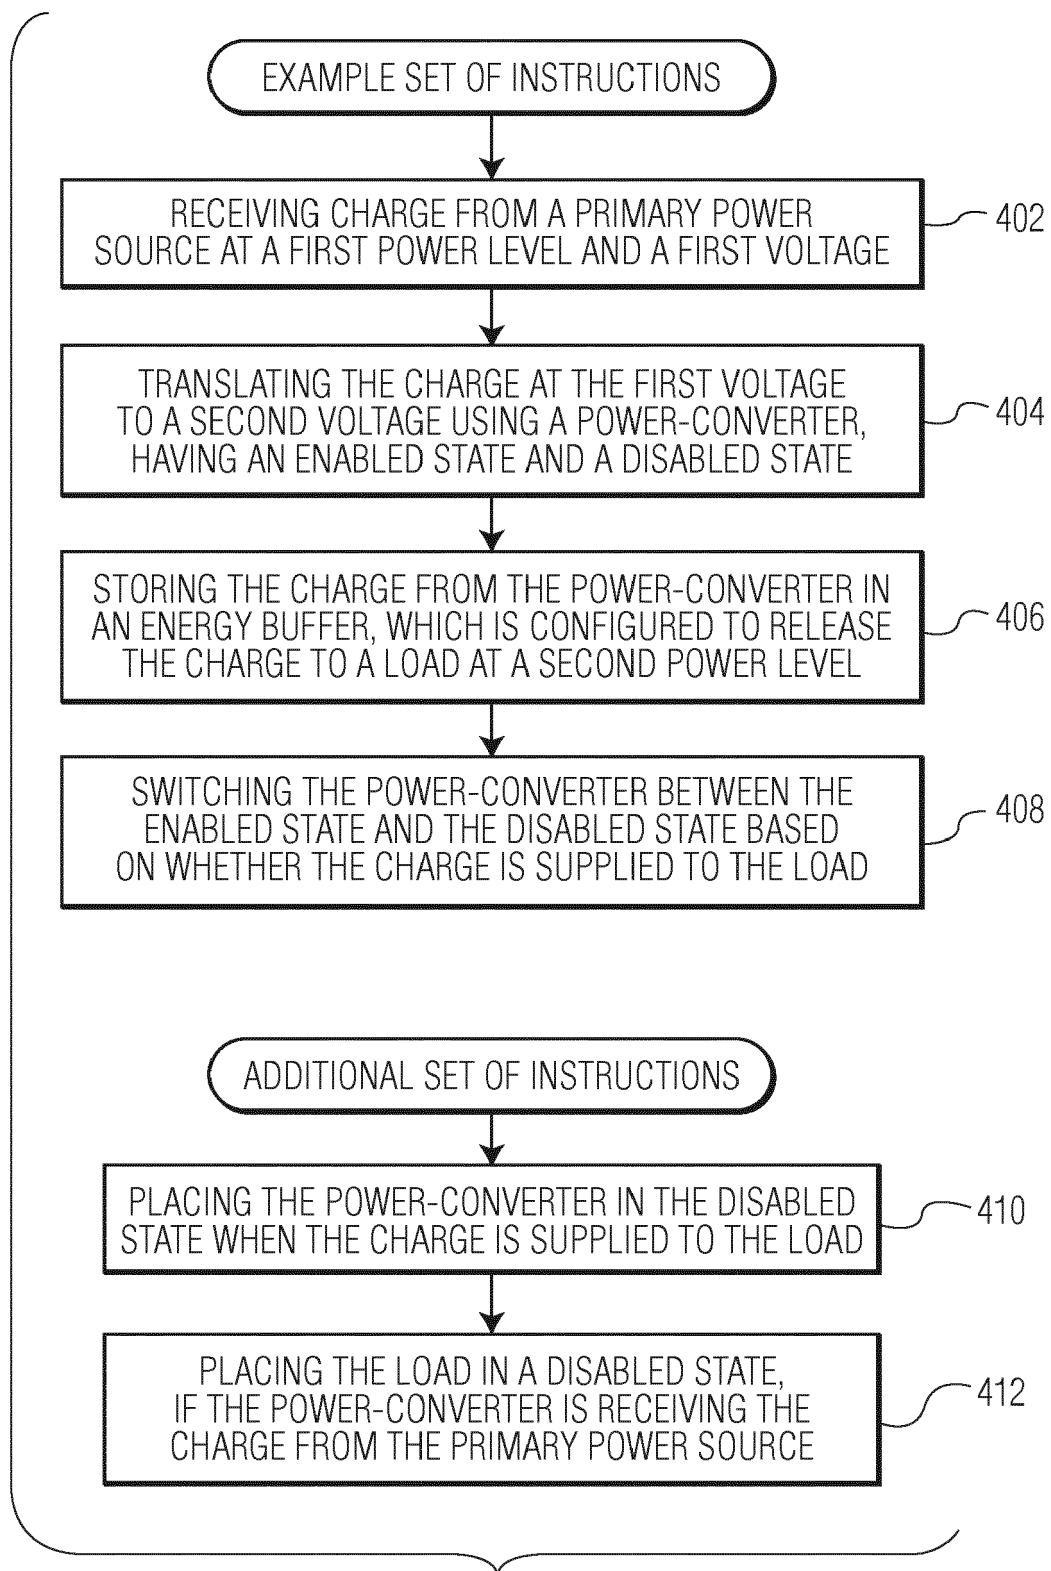 EXAMPLE SET OF INSTRUCTIONS
RECEIVING CHARGE FROM A PRIMARY POWER
SOURCE AT A FIRST POWER LEVEL AND A FIRST VOLTAGE
402
TRANSLATING THE CHARGE AT THE FIRST VOLTAGE
TO A SECOND VOLTAGE USING A POWER-CONVERTER,
HAVING AN ENABLED STATE AND A DISABLED STATE
404
STORING THE CHARGE FROM THE POWER-CONVERTER IN
AN ENERGY BUFFER, WHICH IS CONFIGURED TO RELEASE
THE CHARGE TO A LOAD AT A SECOND POWER LEVEL
406
SWITCHING THE POWER-CONVERTER BETWEEN THE
ENABLED STATE AND THE DISABLED STATE BASED
ON WHETHER THE CHARGE IS SUPPLIED TO THE LOAD
408
ADDITIONAL SET OF INSTRUCTIONS
PLACING THE POWER-CONVERTER IN THE DISABLED
STATE WHEN THE CHARGE IS SUPPLIED TO THE LOAD
410
PLACING THE LOAD IN A DISABLED STATE,
IF THE POWER-CONVERTER IS RECEIVING THE
CHARGE FROM THE PRIMARY POWER SOURCE
412